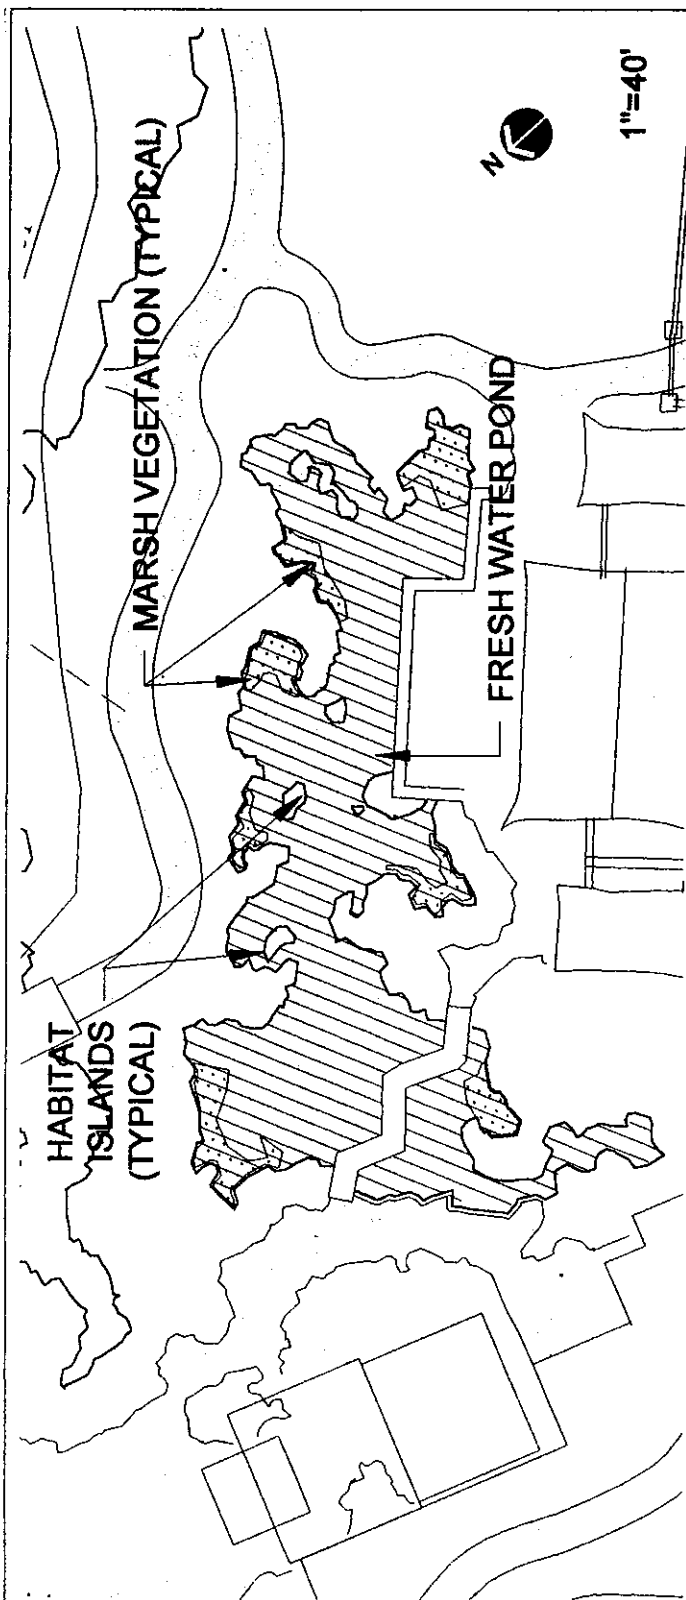 HABITAT
ISLANDS
(TYPICAL)
MARSH VEGETATION (TYPICAL)
FRESH WATER POND
N
1"=40'